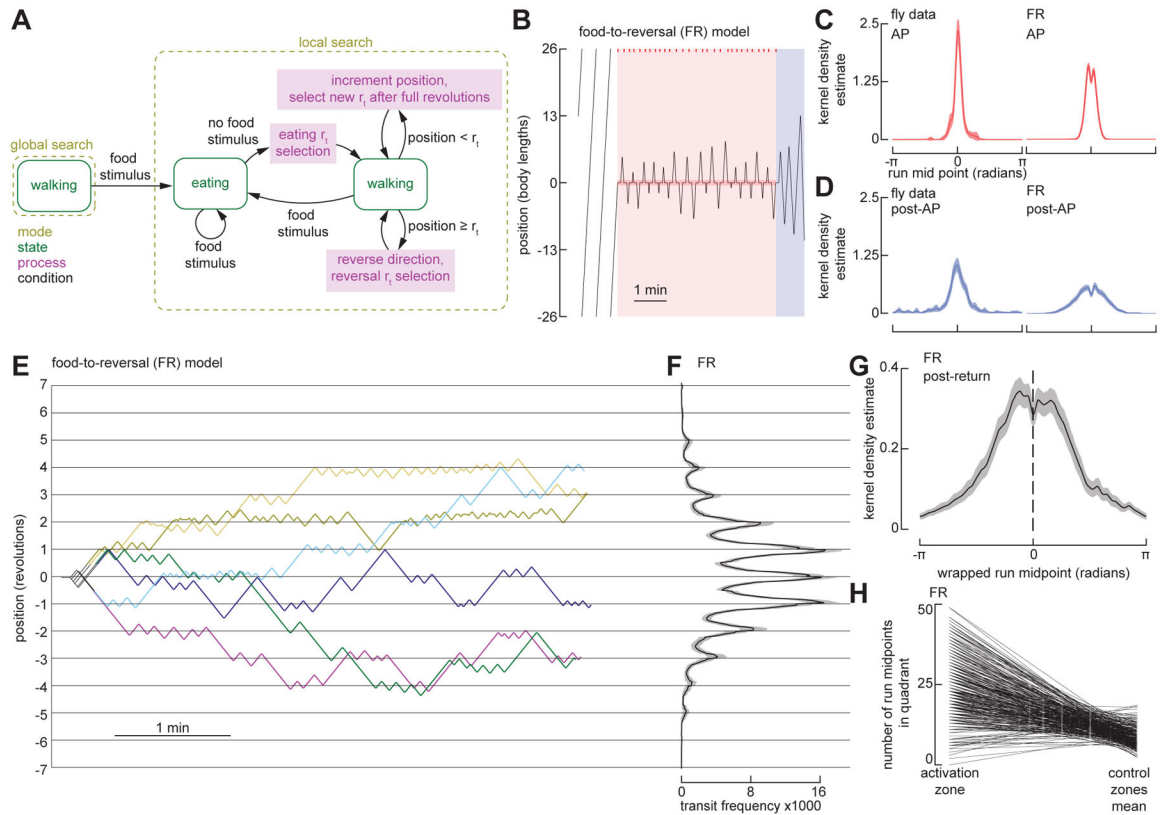 A
local search
increment position,
select new rt after full revolutions
no food
stimulus
eating rt
selection
position < rt
global search
food
stimulus
walking
eating
walking
food
stimulus
position ≥ rt
food
stimulus
reverse direction,
reversal rt selection
mode
state
process
condition
B
food-to-reversal (FR) model
position (body lengths)
26
13
0
-13
-26
1 min
C
fly data
AP
FR
AP
kernel density
estimate
2.5
1.25
0
-π
0
π
run mid point (radians)
D
fly data
post-AP
FR
post-AP
kernel density
estimate
2.5
1.25
0
E
food-to-reversal (FR) model
position (revolutions)
7
6
5
4
3
2
1
0
-1
-2
-3
-4
-5
-6
-7
1 min
F
FR
0
8
16
transit frequency x1000
G
FR
post-return
kernel density estimate
0.4
0.2
0
-π
0
π
wrapped run midpoint (radians)
H
FR
number of run midpoints
in quadrant
50
25
0
activation
zone
control
zones
mean